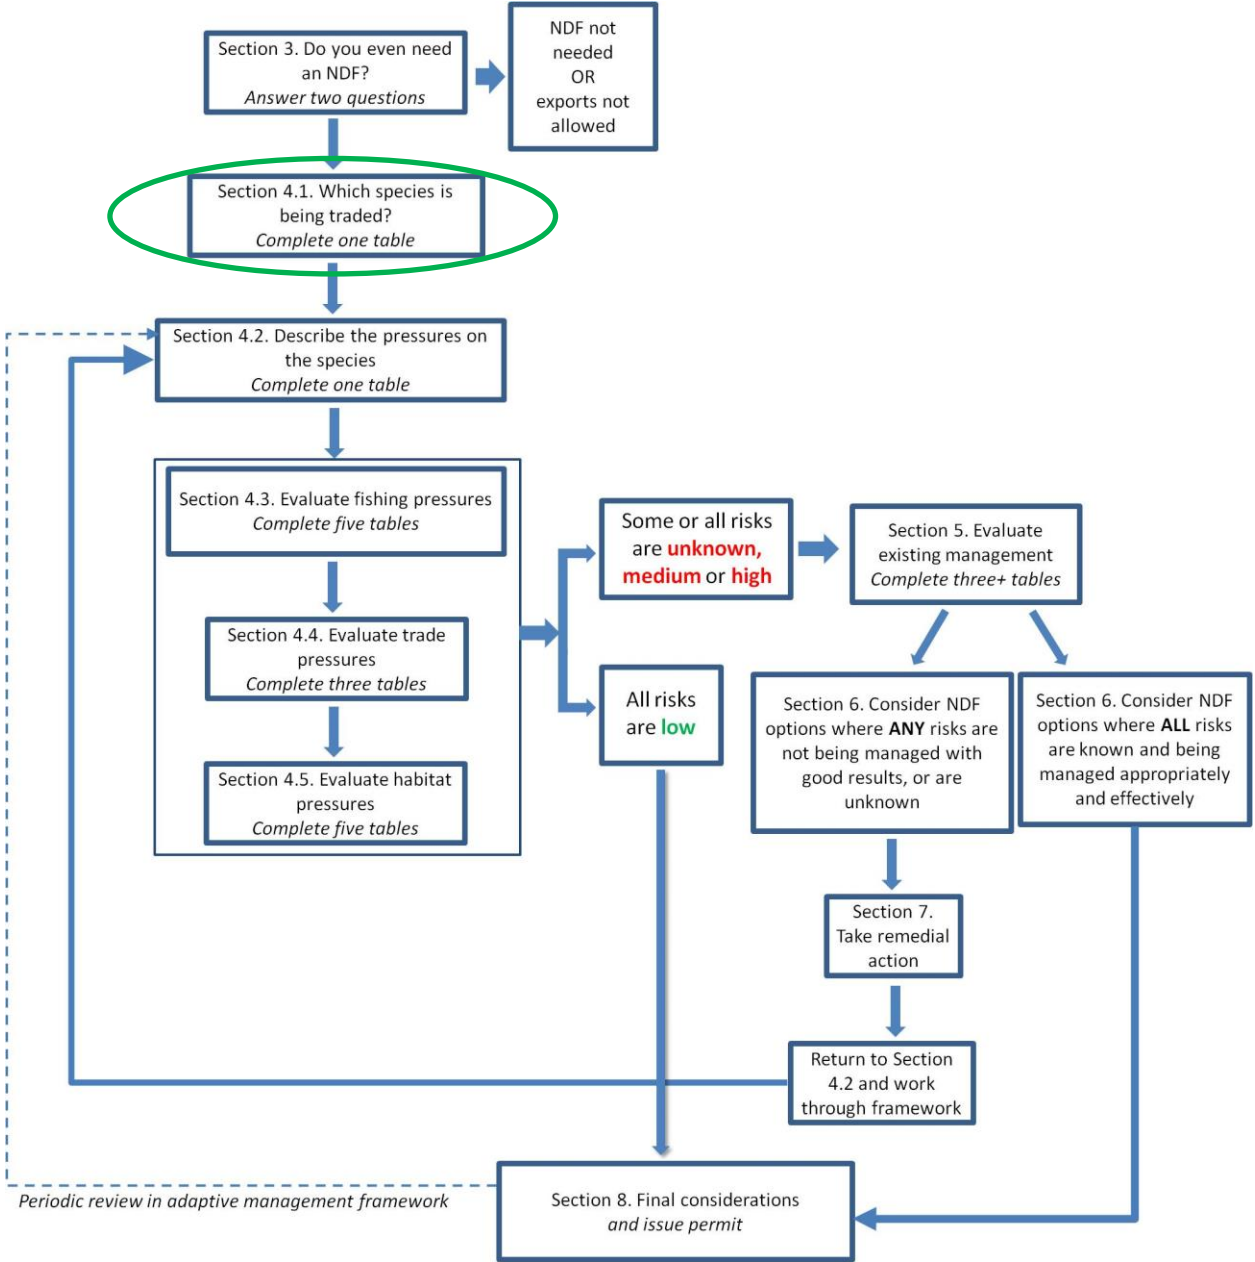 Section 3. Do you even need
an NDF?
Answer two questions
NDF not
needed
OR
exports not
allowed
Section 4.1. Which species is
being traded?
Complete one table
Section 4.2. Describe the pressures on
the species
Complete one table
Section 4.3. Evaluate fishing pressures
Complete five tables
Section 4.4. Evaluate trade
pressures
Complete three tables
Section 4.5. Evaluate habitat
pressures
Complete five tables
Some or all risks
are unknown,
medium or high
All risks
are low
Section 5. Evaluate
existing management
Complete three+ tables
Section 6. Consider NDF
options where ANY risks are
not being managed with
good results, or are
unknown
Section 6. Consider NDF
options where ALL risks
are known and being
managed appropriately
and effectively
Section 7.
Take remedial
action
Return to Section
4.2 and work
through framework
Periodic review in adaptive management framework
Section 8. Final considerations
and issue permit